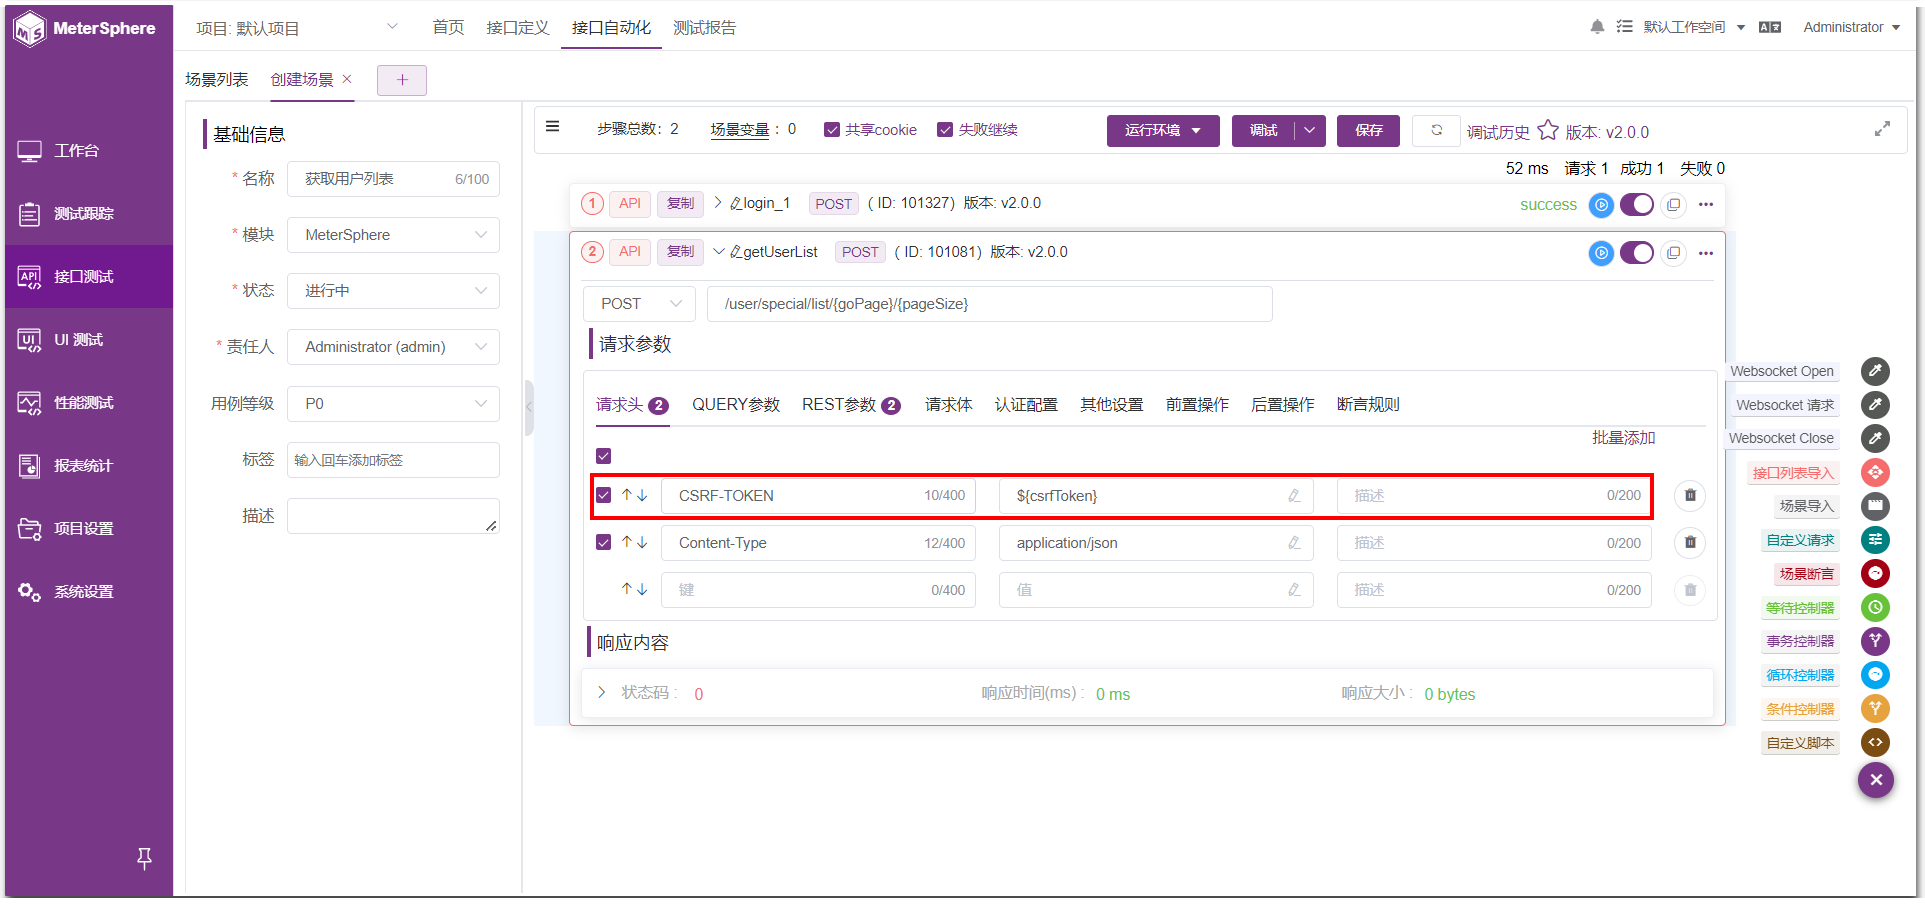 MeterSphere
项目: 默认项目
首页
接口定义
接口自动化
测试报告
默认工作空间
Administrator
场景列表
创建场景
工作台
测试跟踪
接口测试
UI 测试
性能测试
报表统计
项目设置
系统设置
基础信息
* 名称 获取用户列表 6/100
* 模块 MeterSphere
* 状态 进行中
* 责任人 Administrator (admin)
用例等级 P0
标签 输入回车添加标签
描述
步骤总数: 2
场景变量 : 0
共享cookie
失败继续
运行环境
调试
保存
调试历史
版本: v2.0.0
52 ms 请求 1 成功 1 失败 0
1 API 复制 login_1 POST ( ID: 101327) 版本: v2.0.0 success
2 API 复制 getUserList POST ( ID: 101081) 版本: v2.0.0
POST /user/special/list/{goPage}/{pageSize}
请求参数
请求头 2 QUERY参数 REST参数 2 请求体 认证配置 其他设置 前置操作 后置操作 断言规则
批量添加
CSRF-TOKEN 10/400 ${csrfToken} 描述 0/200
Content-Type 12/400 application/json 描述 0/200
键 0/400 值 描述 0/200
响应内容
状态码 : 0 响应时间(ms) : 0 ms 响应大小 : 0 bytes
Websocket Open
Websocket 请求
Websocket Close
接口列表导入
场景导入
自定义请求
场景断言
等待控制器
事务控制器
循环控制器
条件控制器
自定义脚本